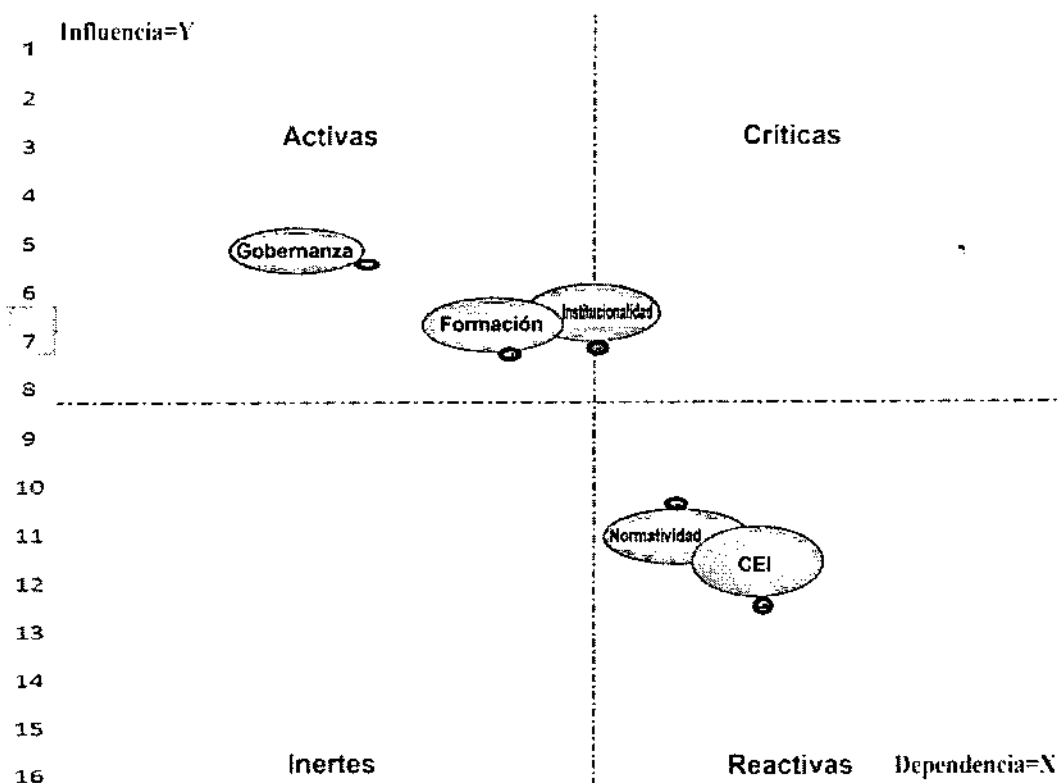 Influencia=Y
1
2
Activas Críticas
3
4
5 Gobernanza
6 Institucionalidad
Formación
7
8
9
10
11 Normatividad
CEI
12
13
14
15
Inertes Reactivas Dependencia=X
16